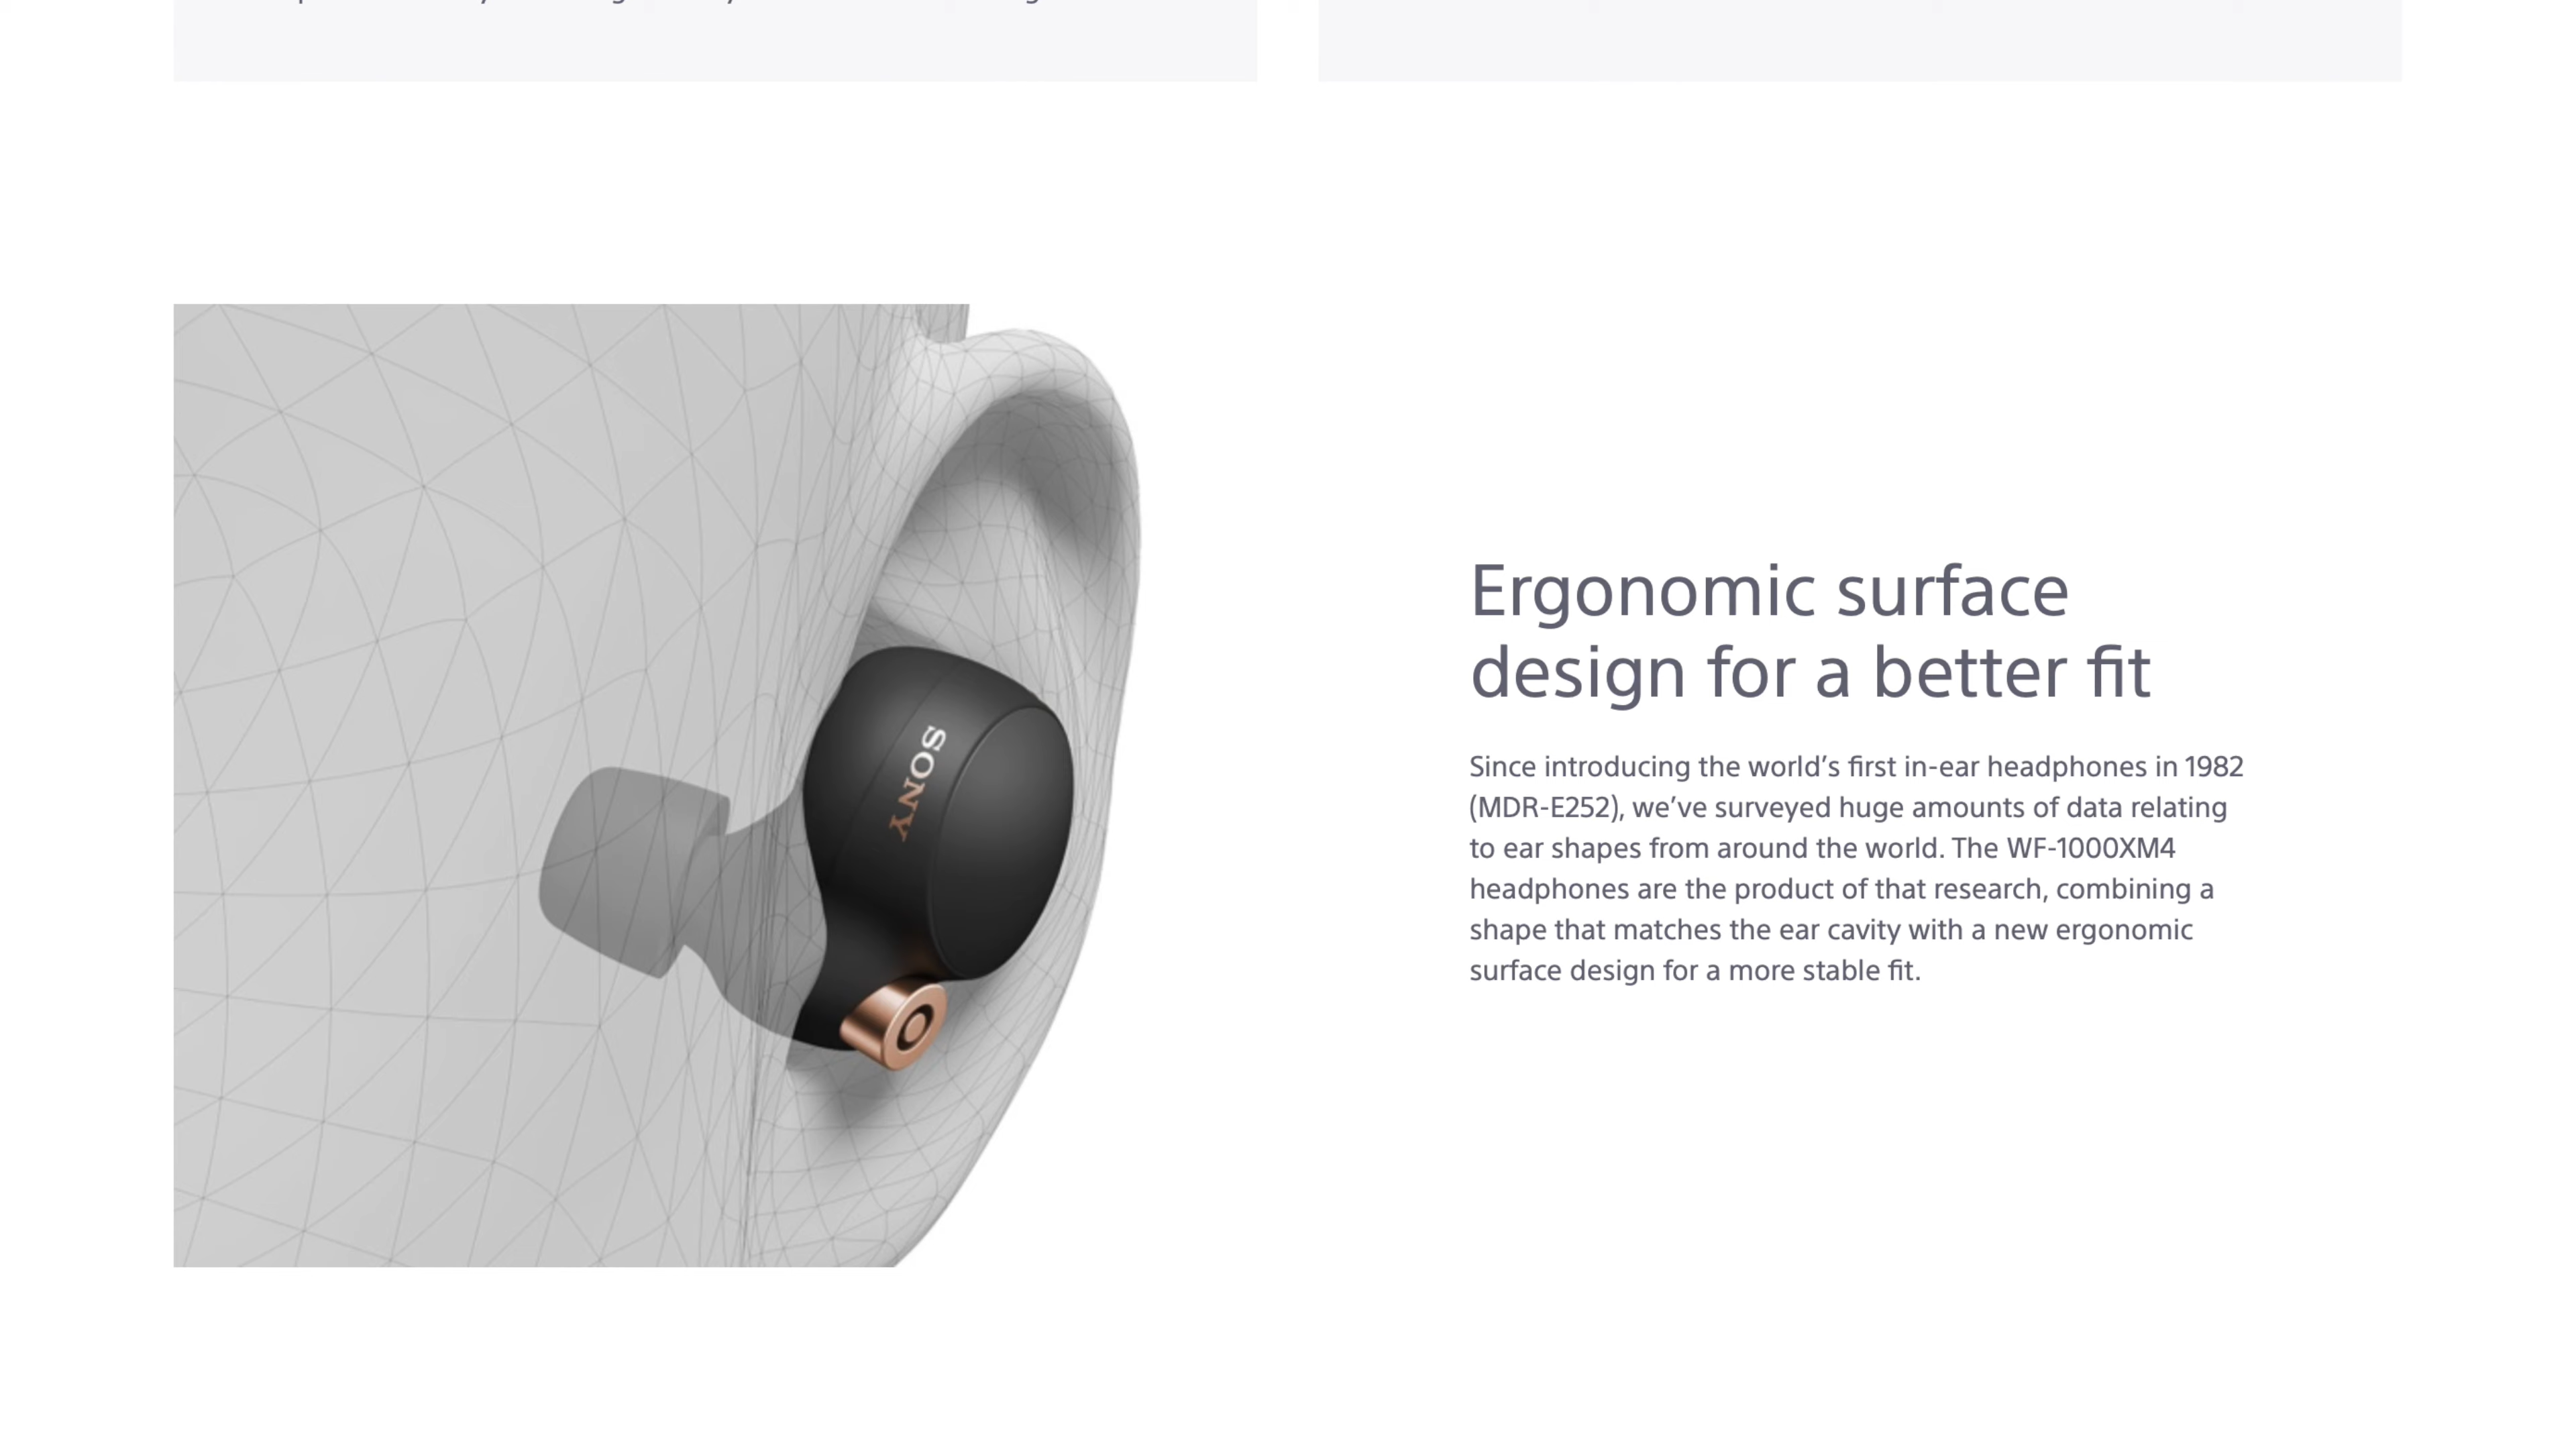 SONY
Ergonomic surface
design for a better fit
Since introducing the world’s first in-ear headphones in 1982
(MDR-E252), we’ve surveyed huge amounts of data relating
to ear shapes from around the world. The WF-1000XM4
headphones are the product of that research, combining a
shape that matches the ear cavity with a new ergonomic
surface design for a more stable fit.